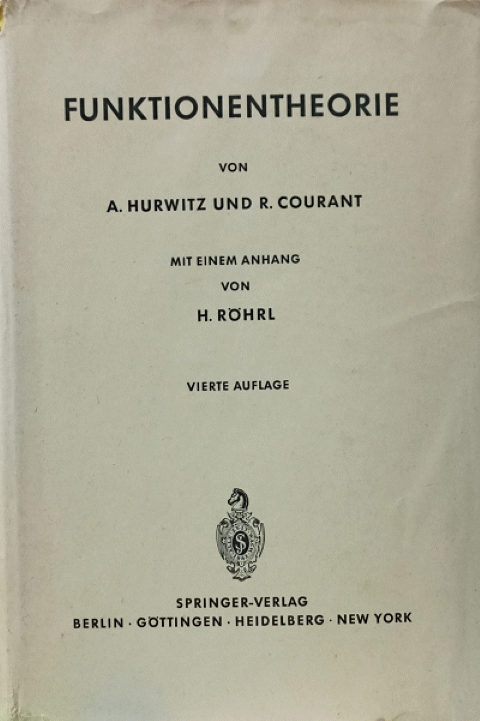 FUNKTIONENTHEORIE
VON
A. HURWITZ UND R. COURANT
MIT EINEM ANHANG
VON
H. RÖHRL
VIERTE AUFLAGE
SPRINGER-VERLAG
BERLIN · GÖTTINGEN · HEIDELBERG · NEW YORK